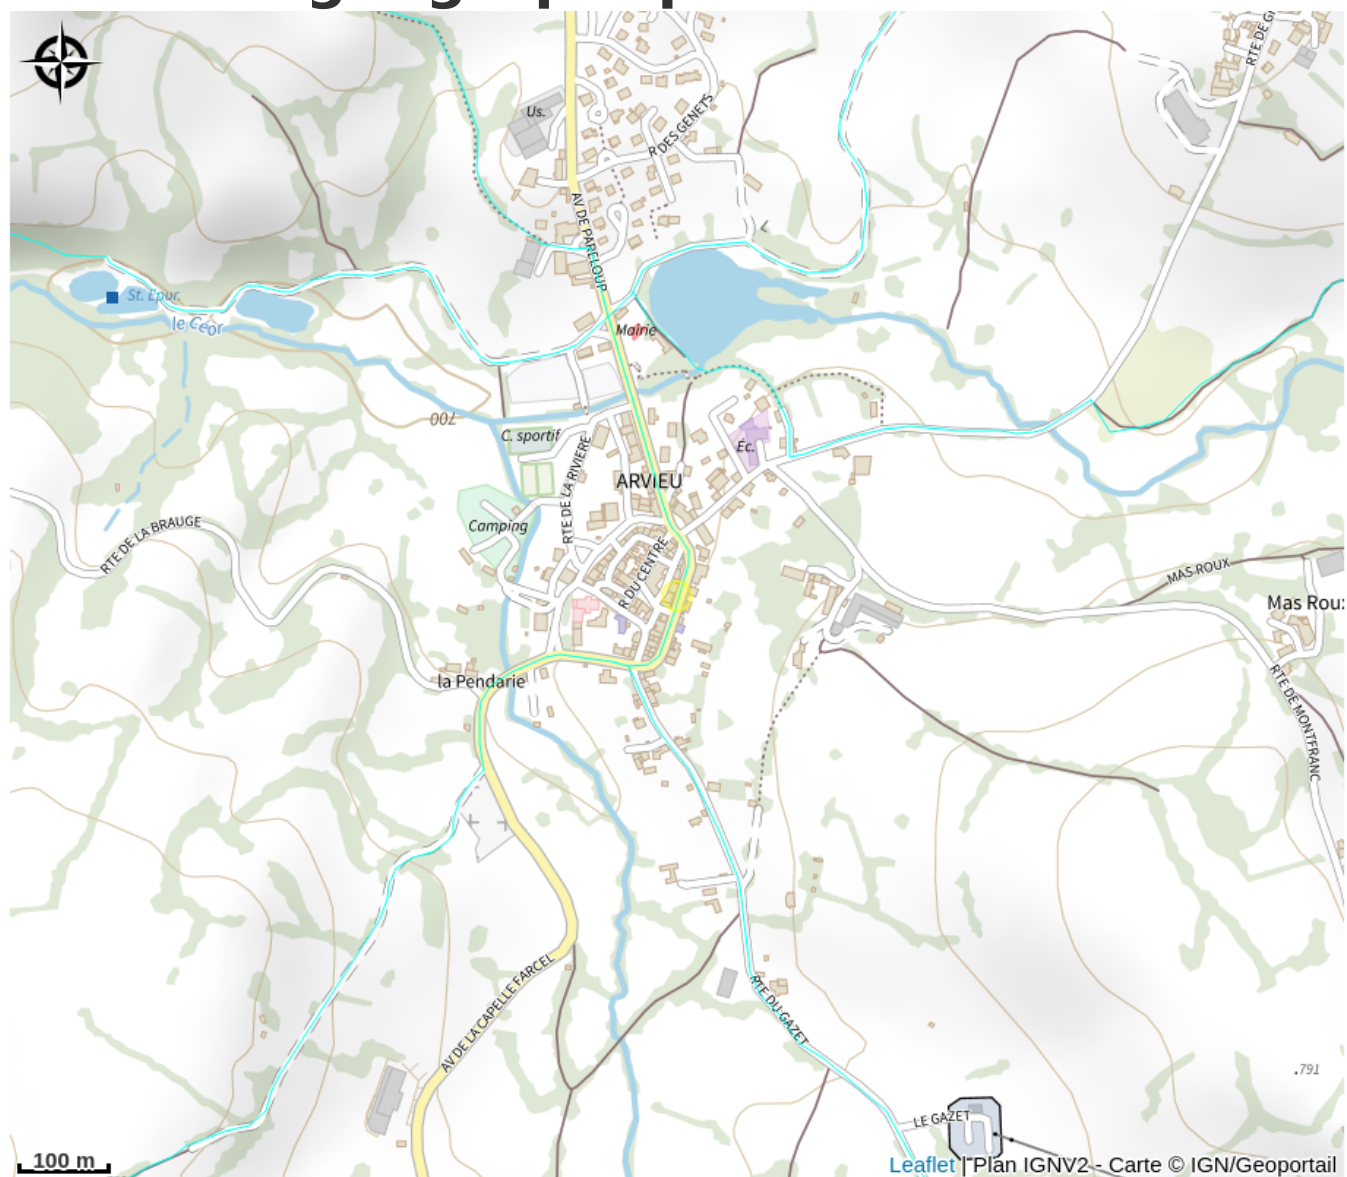 RTE DE G
Us.
R DES GENETS
AV DE PARELOUP
St. Epur.
le Céor
Mairie
700
C. sportif
Éc.
RTE DE LA RIVIERE
ARVIEU
Camping
RTE DE LA BRAUGE
R DU CENTRE
MAS ROUX
Mas Roux
la Pendarie
RTE DE MONTFRANC
AV DE LA CAPELLE FARCEL
RTE DU GAZET
.791
LE GAZET
100 m
Leaflet | Plan IGNV2 - Carte © IGN/Geoportail